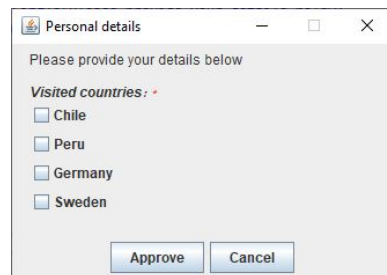 Personal details
Please provide your details below
Visited countries: *
Chile
Peru
Germany
Sweden
Approve Cancel